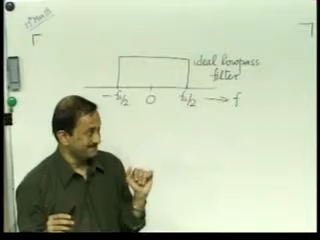 ideal lowpass
filter
-fs/2 0 fs/2 → f